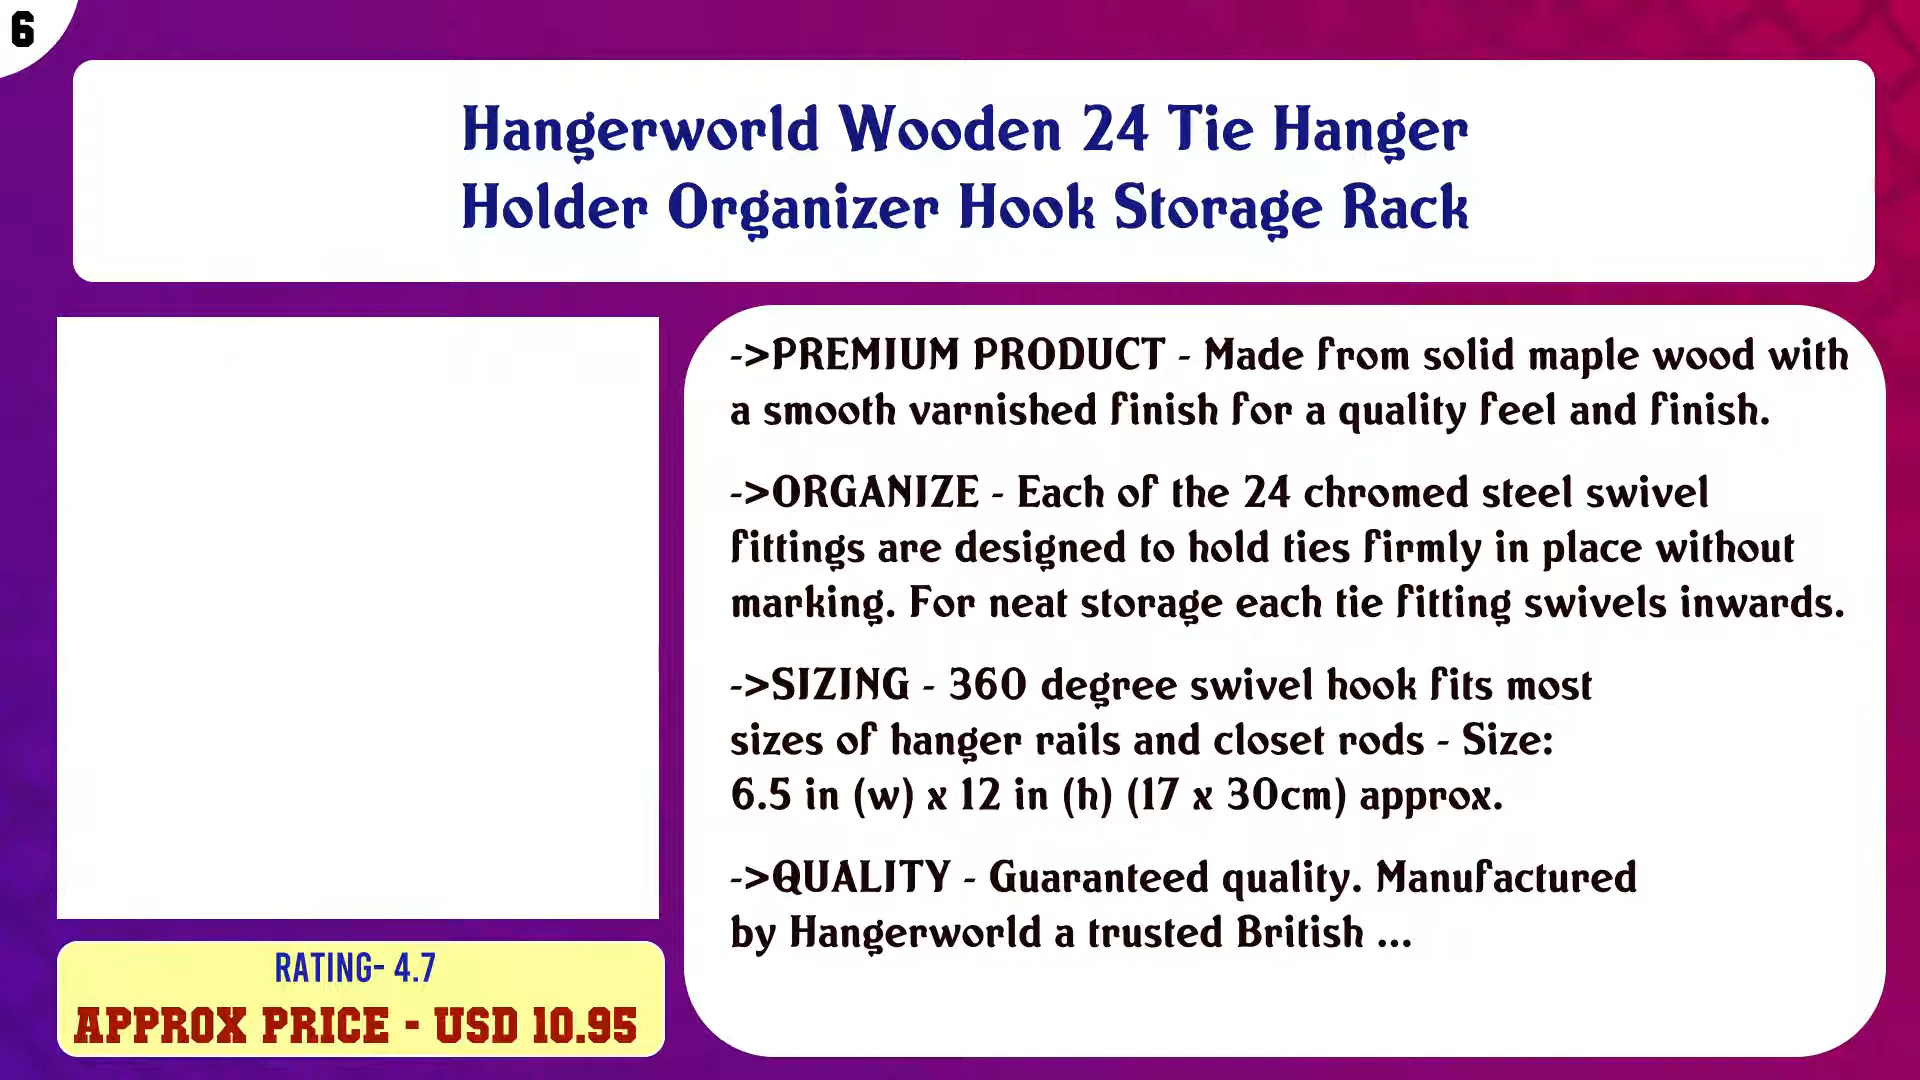 6
Hangerworld Wooden 24 Tie Hanger
Holder Organizer Hook Storage Rack
->PREMIUM PRODUCT - Made from solid maple wood with
a smooth varnished finish for a quality feel and finish.
->ORGANIZE - Each of the 24 chromed steel swivel
fittings are designed to hold ties firmly in place without
marking. For neat storage each tie fitting swivels inwards.
->SIZING - 360 degree swivel hook fits most
sizes of hanger rails and closet rods - Size:
6.5 in (w) x 12 in (h) (17 x 30cm) approx.
->QUALITY - Guaranteed quality. Manufactured
by Hangerworld a trusted British ...
RATING- 4.7
APPROX PRICE - USD 10.95